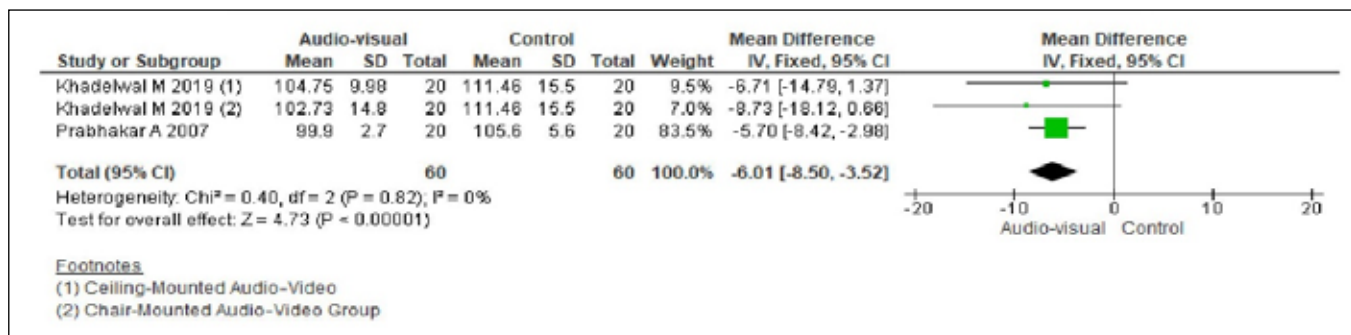 Audio-visual Control Mean Difference Mean Difference
Study or Subgroup Mean SD Total Mean SD Total Weight IV, Fixed, 95% CI IV, Fixed, 95% CI
Khadelwal M 2019 (1) 104.75 9.98 20 111.46 15.5 20 9.5% -6.71 [-14.79, 1.37]
Khadelwal M 2019 (2) 102.73 14.8 20 111.46 15.5 20 7.0% -8.73 [-18.12, 0.66]
Prabhakar A 2007 99.9 2.7 20 105.6 5.6 20 83.5% -5.70 [-8.42, -2.98]
Total (95% CI) 60 60 100.0% -6.01 [-8.50, -3.52]
Heterogeneity: Chi² = 0.40, df = 2 (P = 0.82); I² = 0%
Test for overall effect: Z = 4.73 (P < 0.00001)
-20 -10 0 10 20
Audio-visual Control
Footnotes
(1) Ceiling-Mounted Audio-Video
(2) Chair-Mounted Audio-Video Group